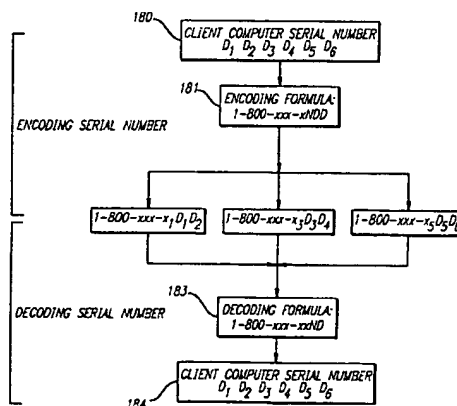 180
CLIENT COMPUTER SERIAL NUMBER
D1 D2 D3 D4 D5 D6
181
ENCODING FORMULA:
1-800-xxx-xNDD
ENCODING SERIAL NUMBER
1-800-xxx-x1D1D2
1-800-xxx-x3D3D4
1-800-xxx-x5D5D6
DECODING SERIAL NUMBER
183
DECODING FORMULA:
1-800-xxx-xxND
CLIENT COMPUTER SERIAL NUMBER
D1 D2 D3 D4 D5 D6
184